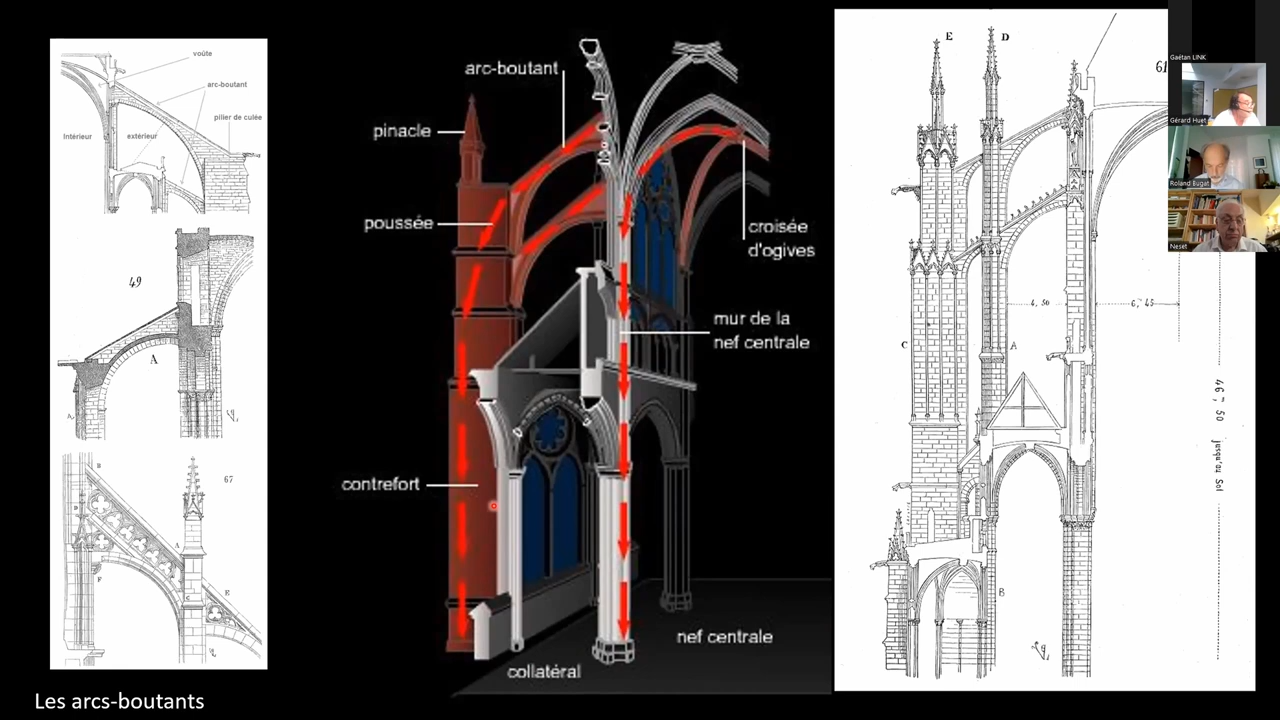 voûte
arc-boutant
pilier de culée
Intérieur
extérieur
49
A
67
B
D
A
F
C
E
arc-boutant
pinacle
poussée
croisée
d'ogives
mur de la
nef centrale
contrefort
nef centrale
collatéral
Les arcs-boutants
E
D
61
4, 50
6,m 45
C
A
46m, 50 jusqu'au Sol
B
Gaëtan LINK
Gérard Huet
Roland Bugat
Neset